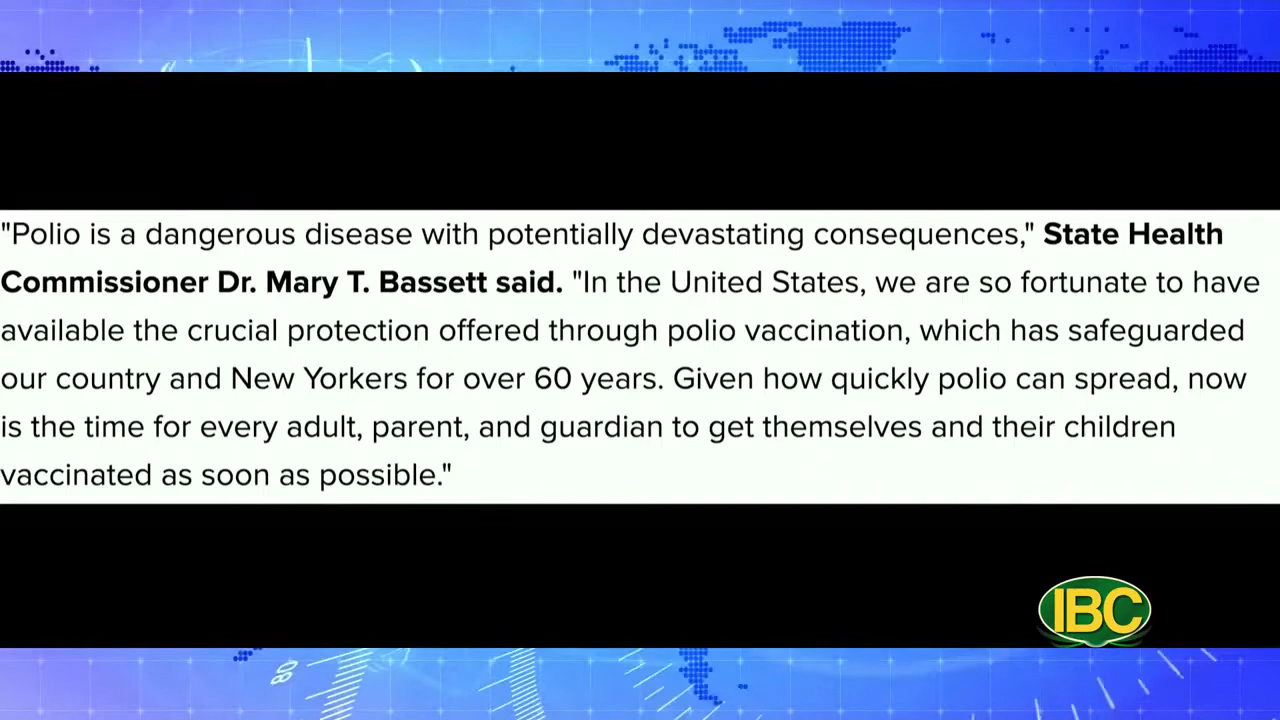 "Polio is a dangerous disease with potentially devastating consequences," State Health
Commissioner Dr. Mary T. Bassett said. "In the United States, we are so fortunate to have
available the crucial protection offered through polio vaccination, which has safeguarded
our country and New Yorkers for over 60 years. Given how quickly polio can spread, now
is the time for every adult, parent, and guardian to get themselves and their children
vaccinated as soon as possible."
IBC
80